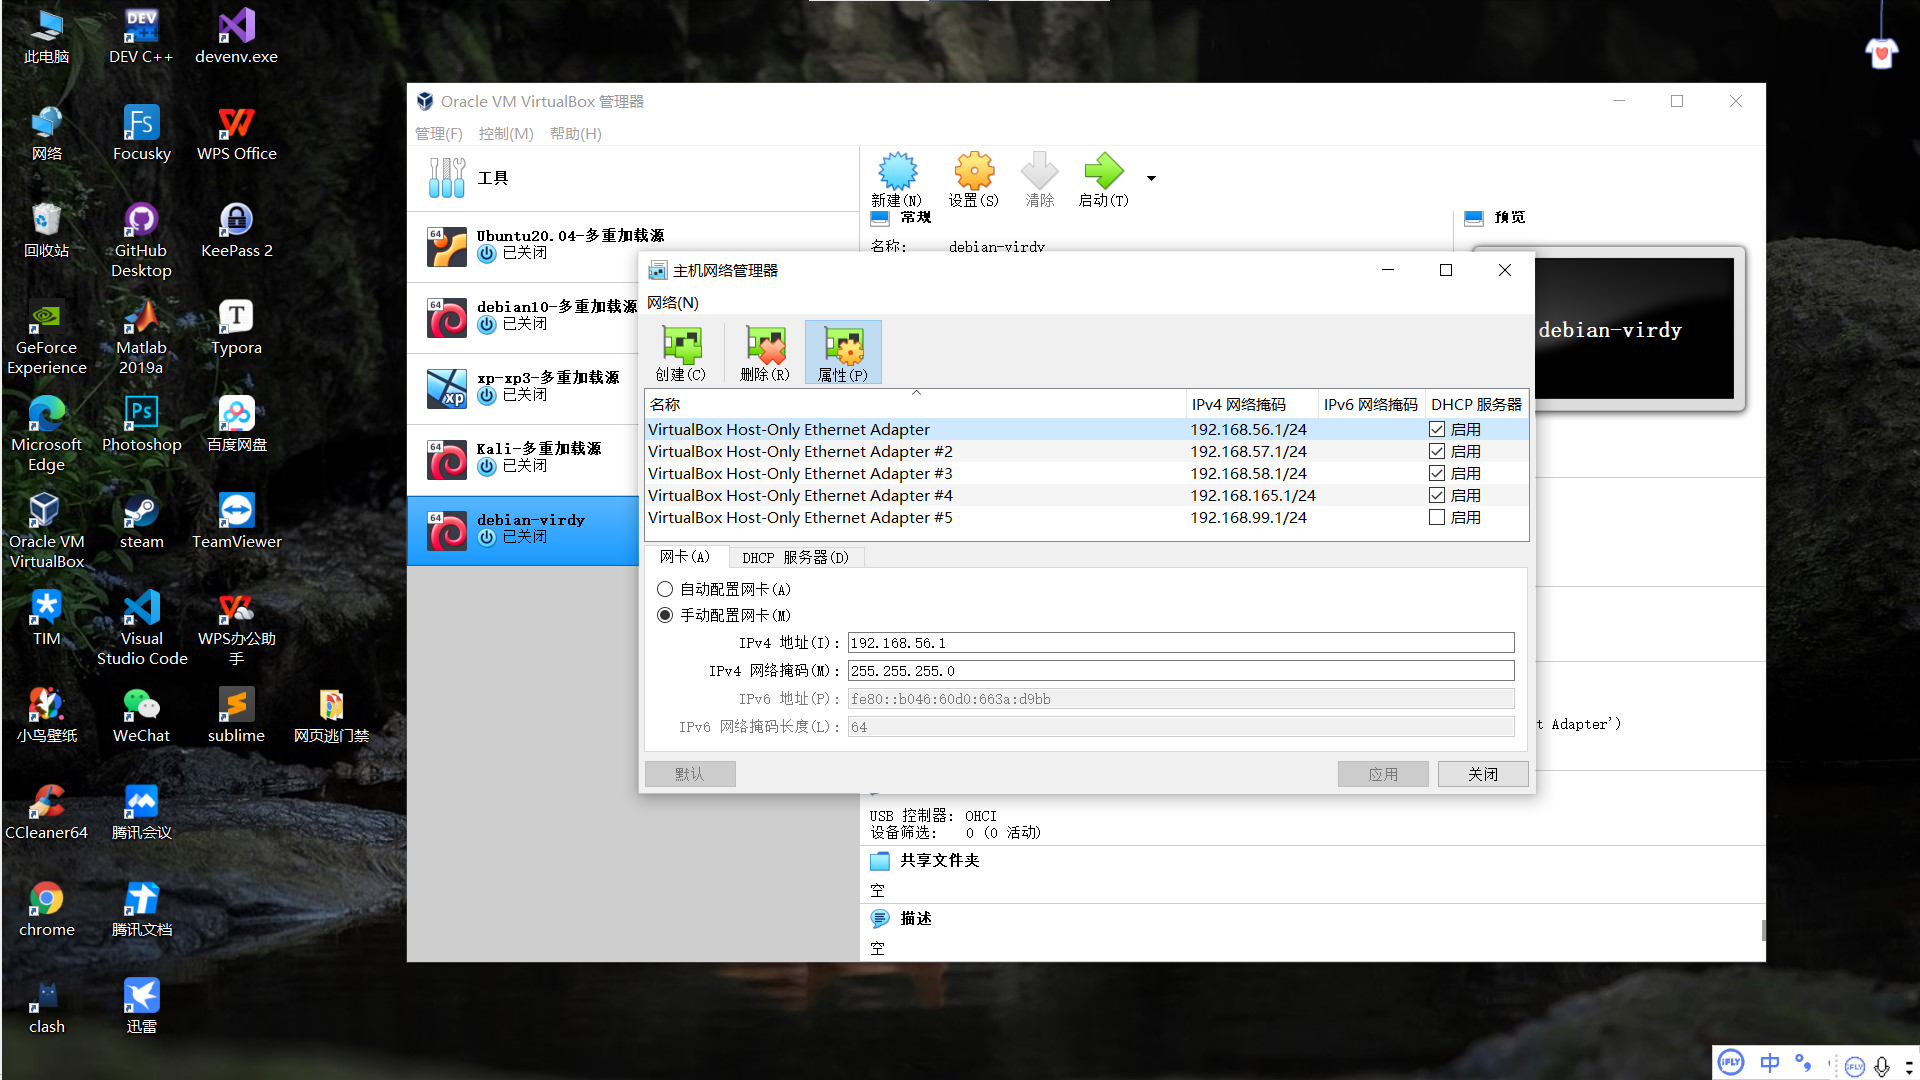 此电脑
DEV C++
devenv.exe
网络
Focusky
WPS Office
回收站
GitHub
Desktop
KeePass 2
GeForce
Experience
Matlab
2019a
Typora
Microsoft
Edge
Photoshop
百度网盘
Oracle VM
VirtualBox
steam
TeamViewer
TIM
Visual
Studio Code
WPS办公助
手
小鸟壁纸
WeChat
sublime
网页逃门禁
CCleaner64
腾讯会议
chrome
腾讯文档
clash
迅雷
Oracle VM VirtualBox 管理器
管理(F) 控制(M) 帮助(H)
工具
新建(N) 设置(S) 清除 启动(T)
64 Ubuntu20.04-多重加载源
已关闭
64 debian10-多重加载源
已关闭
xp-xp3-多重加载源
已关闭
64 Kali-多重加载源
已关闭
64 debian-virdy
已关闭
常规
名称: debian-virdy
预览
debian-virdy
主机网络管理器
网络(N)
创建(C) 删除(R) 属性(P)
名称 IPv4 网络掩码 IPv6 网络掩码 DHCP 服务器
VirtualBox Host-Only Ethernet Adapter 192.168.56.1/24 启用
VirtualBox Host-Only Ethernet Adapter #2 192.168.57.1/24 启用
VirtualBox Host-Only Ethernet Adapter #3 192.168.58.1/24 启用
VirtualBox Host-Only Ethernet Adapter #4 192.168.165.1/24 启用
VirtualBox Host-Only Ethernet Adapter #5 192.168.99.1/24 启用
网卡(A) DHCP 服务器(D)
自动配置网卡(A)
手动配置网卡(M)
IPv4 地址(I): 192.168.56.1
IPv4 网络掩码(M): 255.255.255.0
IPv6 地址(P): fe80::b046:60d0:663a:d9bb
IPv6 网络掩码长度(L): 64
默认 应用 关闭
t Adapter')
USB 控制器: OHCI
设备筛选: 0 (0 活动)
共享文件夹
空
描述
空
iFLY 中